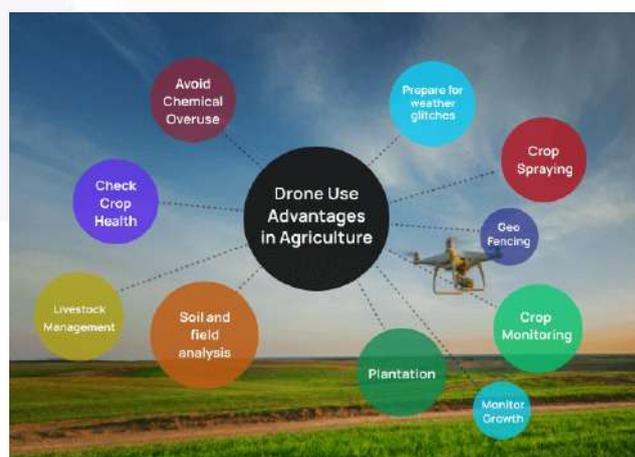 Avoid
Chemical
Overuse
Prepare for
weather
glitches
Crop
Spraying
Check
Crop
Health
Drone Use
Advantages
in Agriculture
Geo
Fencing
Livestock
Management
Soil and
field
analysis
Crop
Monitoring
Plantation
Monitor
Growth